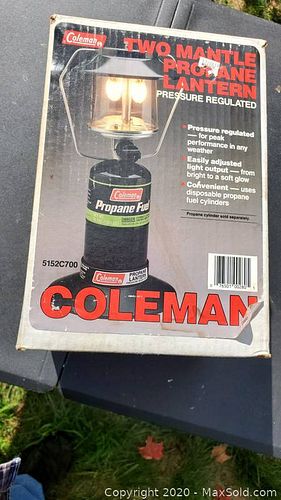 Coleman
TWO MANTLE
PROPANE
LANTERN
PRESSURE REGULATED
• Pressure regulated
— for peak
performance in any
weather
• Easily adjusted
light output — from
bright to a soft glow
• Convenient — uses
disposable propane
fuel cylinders
Propane cylinder sold separately.
Coleman
Propane Fuel
5152C700
Coleman
PROPANE
LANTERN
COLEMAN
Copyright © 2020 - MaxSold.com